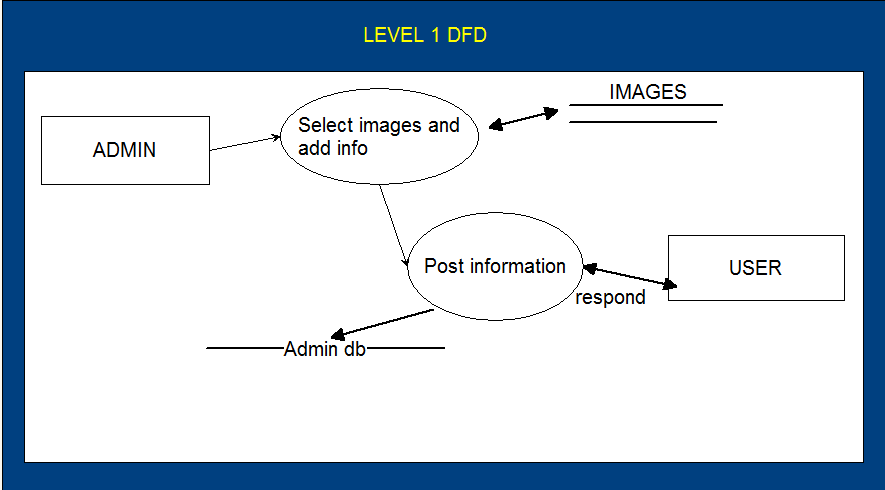 LEVEL 1 DFD
IMAGES
Select images and
add info
ADMIN
Post information
USER
respond
Admin db